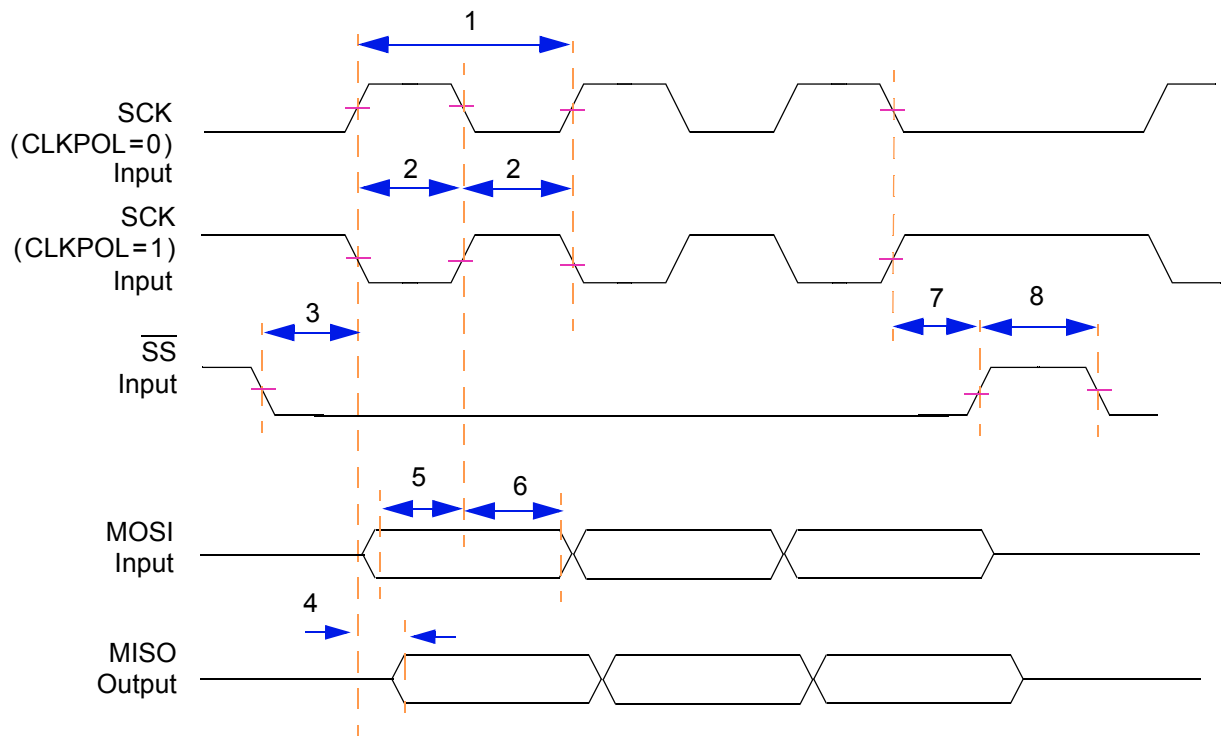 1
SCK
(CLKPOL=0)
Input
2
2
SCK
(CLKPOL=1)
Input
3
7
8
SS
Input
5
6
MOSI
Input
4
MISO
Output